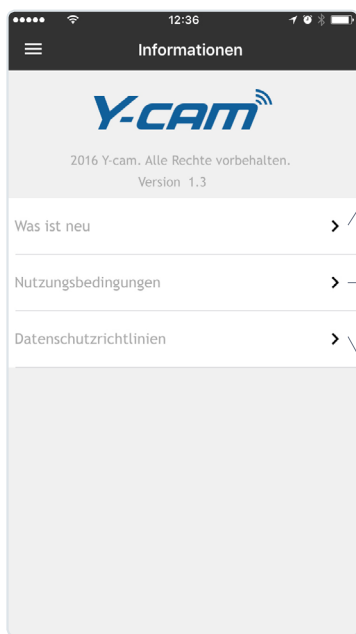 12:36
Informationen
Y-cam
2016 Y-cam. Alle Rechte vorbehalten.
Version 1.3
Was ist neu
Nutzungsbedingungen
Datenschutzrichtlinien